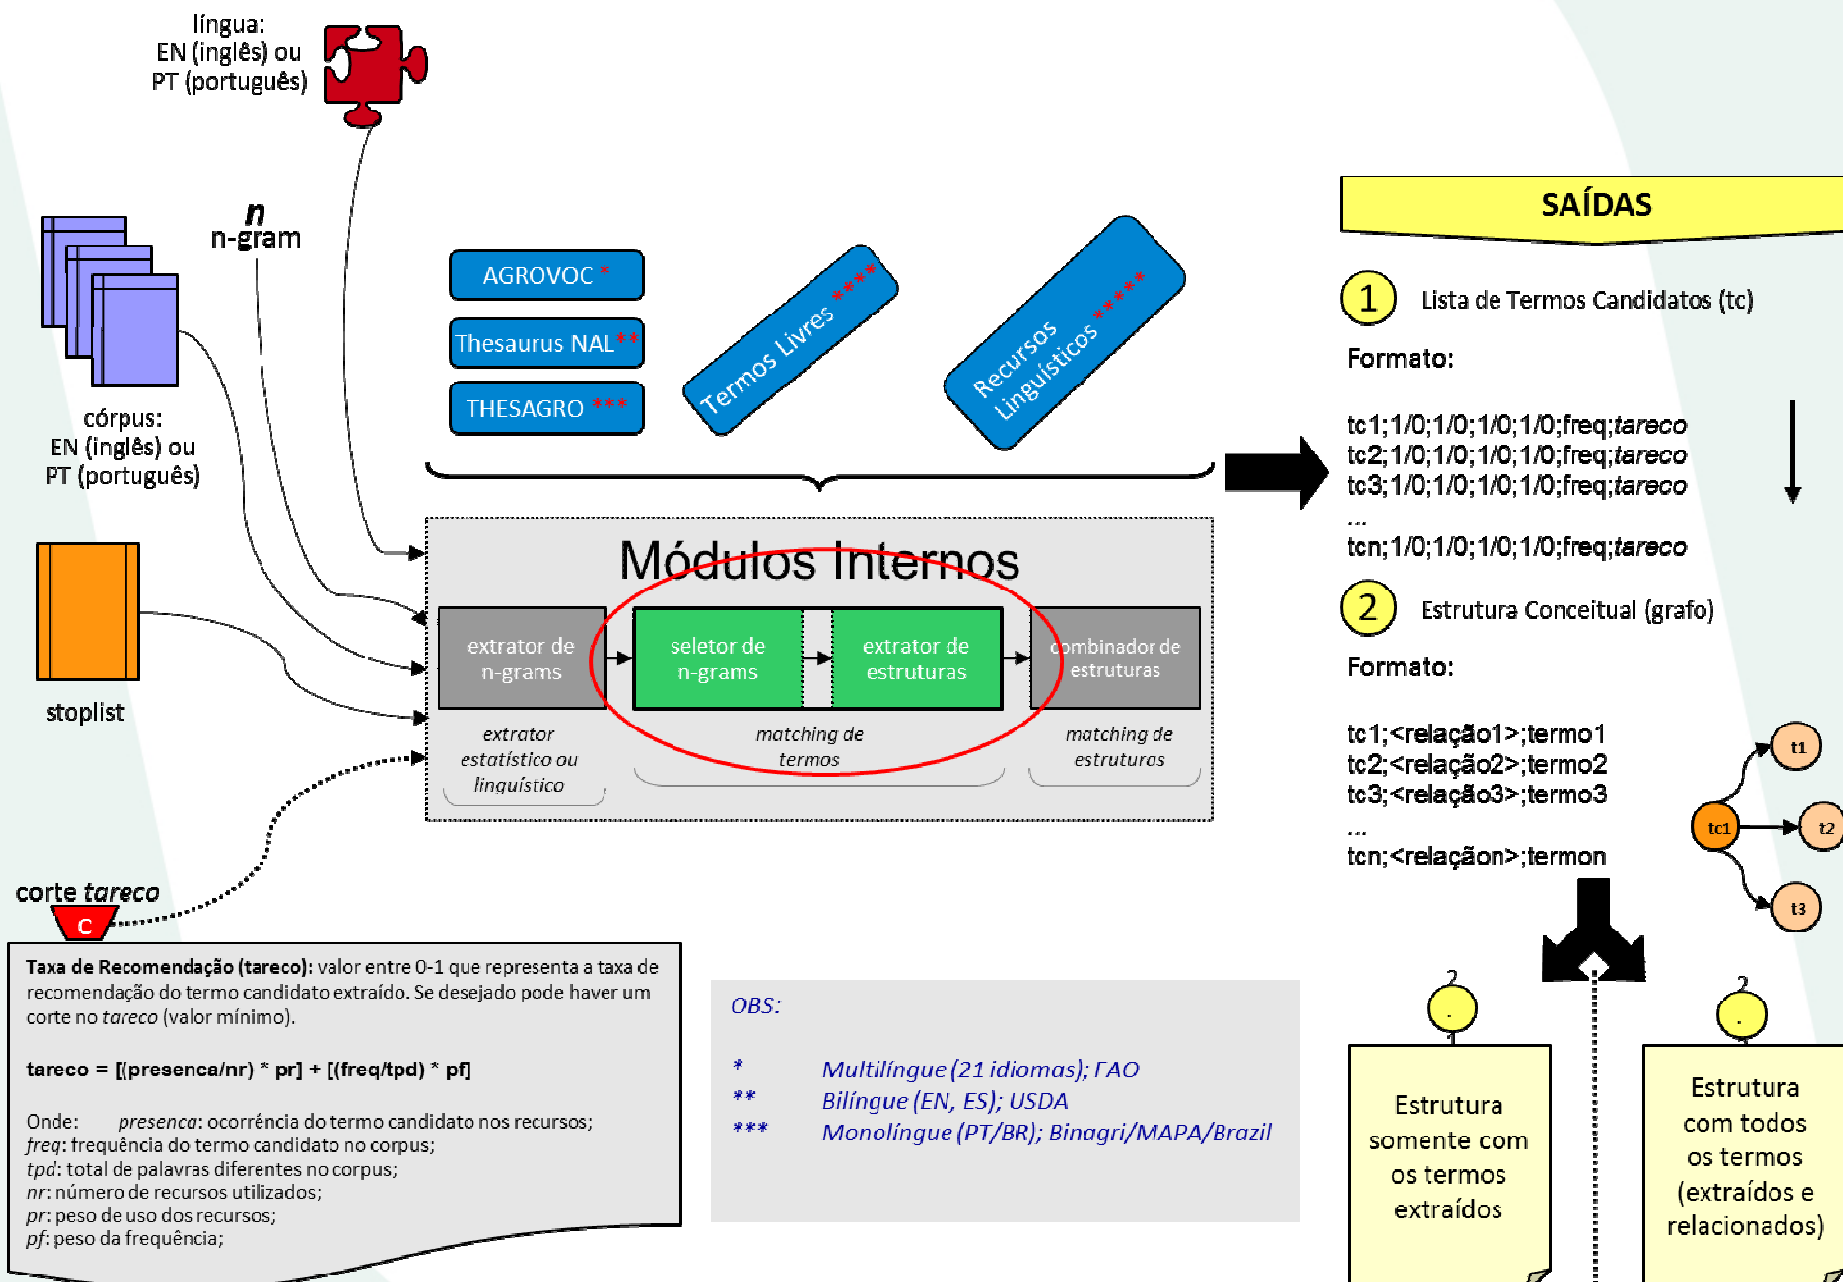 língua:
EN (inglês) ou
PT (português)
n
n-gram
córpus:
EN (inglês) ou
PT (português)
stoplist
corte tareco
C
AGROVOC *
Thesaurus NAL**
THESAGRO ***
Termos Livres ****
Recursos
Linguísticos *****
Módulos Internos
extrator de
n-grams
seletor de
n-grams
extrator de
estruturas
combinador de
estruturas
extrator
estatístico ou
linguístico
matching de
termos
matching de
estruturas
Taxa de Recomendação (tareco): valor entre 0-1 que representa a taxa de
recomendação do termo candidato extraído. Se desejado pode haver um
corte no tareco (valor mínimo).
tareco = [(presenca/nr) * pr] + [(freq/tpd) * pf]
Onde: presenca: ocorrência do termo candidato nos recursos;
freq: frequência do termo candidato no corpus;
tpd: total de palavras diferentes no corpus;
nr: número de recursos utilizados;
pr: peso de uso dos recursos;
pf: peso da frequência;
OBS:
* Multilíngue (21 idiomas); FAO
** Bilíngue (EN, ES); USDA
*** Monolíngue (PT/BR); Binagri/MAPA/Brazil
SAÍDAS
1 Lista de Termos Candidatos (tc)
Formato:
tc1;1/0;1/0;1/0;1/0;freq;tareco
tc2;1/0;1/0;1/0;1/0;freq;tareco
tc3;1/0;1/0;1/0;1/0;freq;tareco
...
tcn;1/0;1/0;1/0;1/0;freq;tareco
2 Estrutura Conceitual (grafo)
Formato:
tc1;<relação1>;termo1
tc2;<relação2>;termo2
tc3;<relação3>;termo3
...
tcn;<relaçãon>;termon
t1
tc1
t2
t3
2
.
1
Estrutura
somente com
os termos
extraídos
2
.
Estrutura
com todos
os termos
(extraídos e
relacionados)